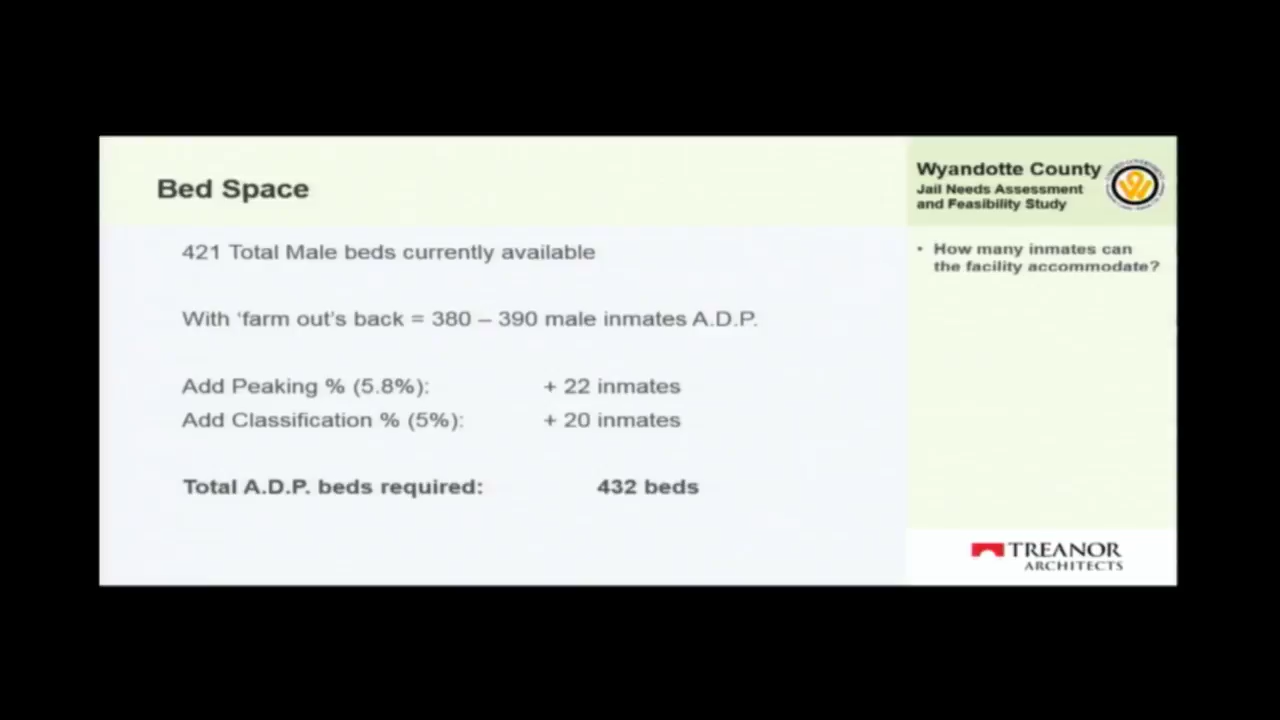 Bed Space
421 Total Male beds currently available
With ‘farm out’s back = 380 – 390 male inmates A.D.P.
Add Peaking % (5.8%): + 22 inmates
Add Classification % (5%): + 20 inmates
Total A.D.P. beds required: 432 beds
Wyandotte County
Jail Needs Assessment
and Feasibility Study
• How many inmates can
the facility accommodate?
TREANOR
ARCHITECTS